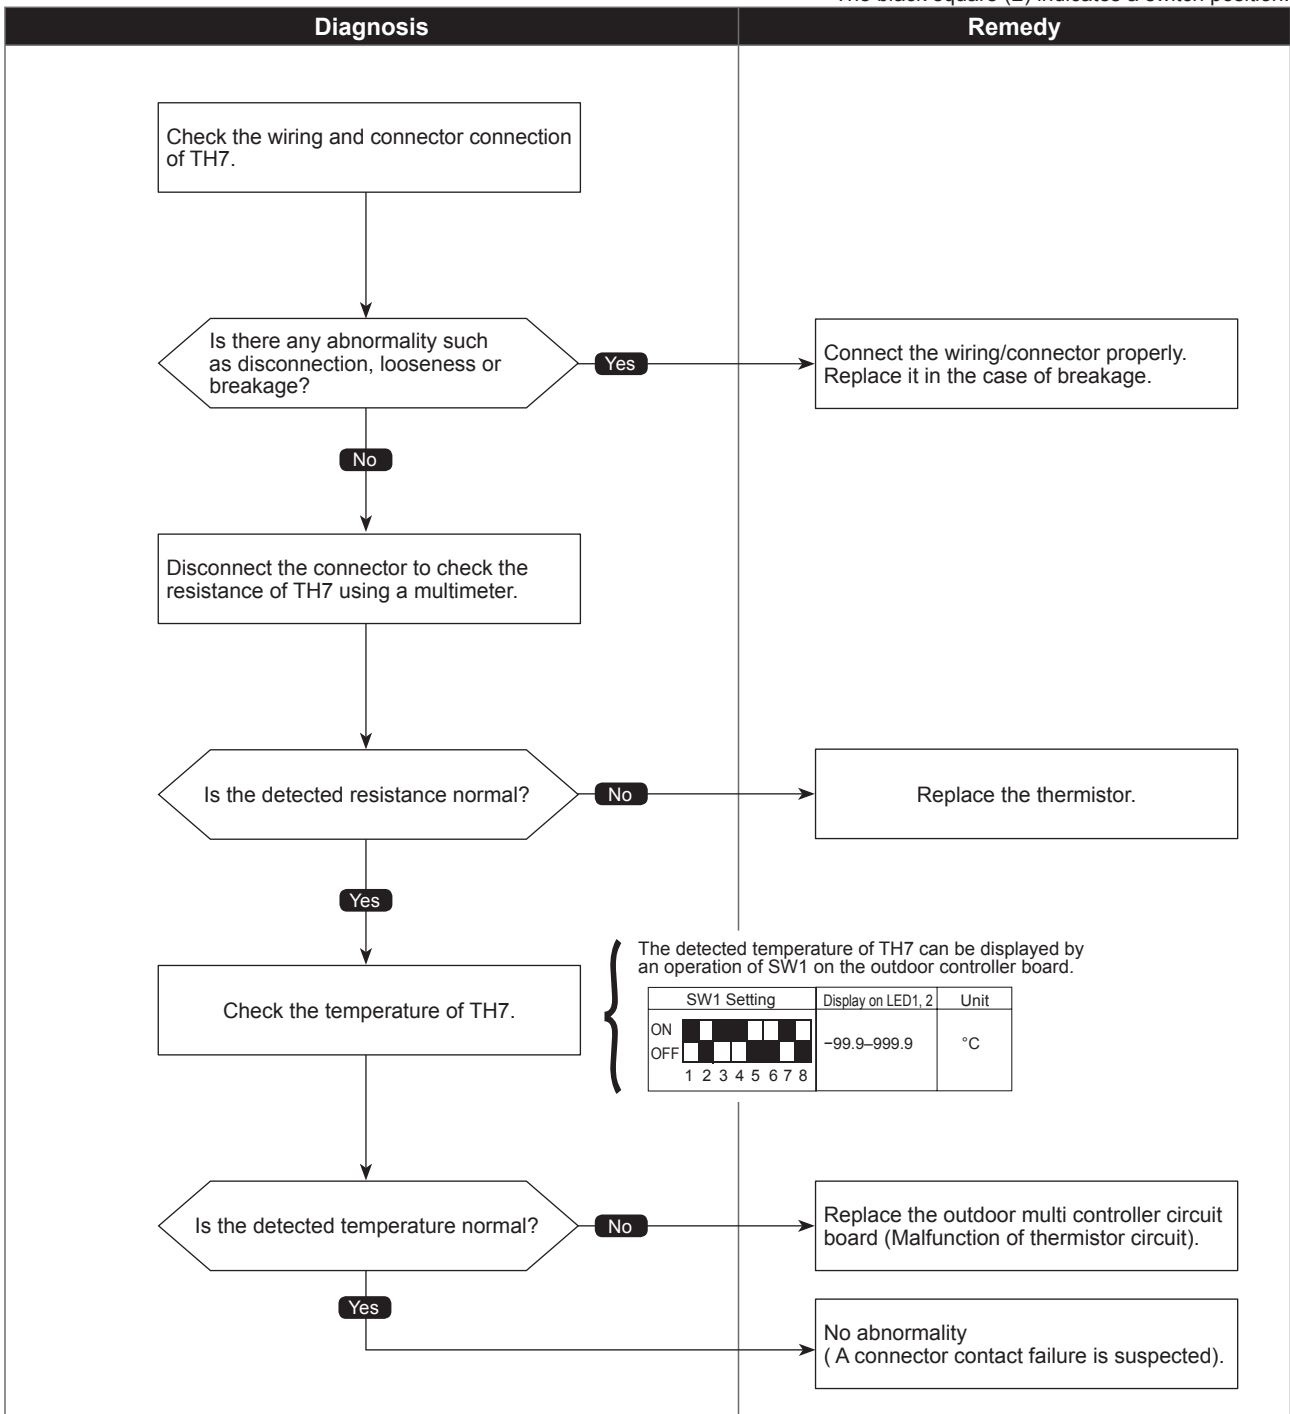 Diagnosis
Remedy
Check the wiring and connector connection
of TH7.
Is there any abnormality such
as disconnection, looseness or
breakage?
Yes
Connect the wiring/connector properly.
Replace it in the case of breakage.
No
Disconnect the connector to check the
resistance of TH7 using a multimeter.
Is the detected resistance normal?
No
Replace the thermistor.
Yes
The detected temperature of TH7 can be displayed by
an operation of SW1 on the outdoor controller board.
Check the temperature of TH7.
SW1 Setting
Display on LED1, 2
Unit
ON
OFF
1 2 3 4 5 6 7 8
−99.9–999.9
°C
Is the detected temperature normal?
No
Replace the outdoor multi controller circuit
board (Malfunction of thermistor circuit).
Yes
No abnormality
( A connector contact failure is suspected).